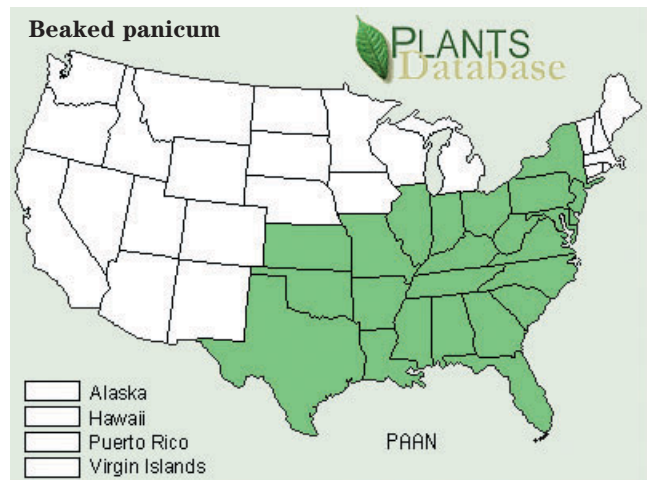 Beaked panicum
PLANTS
Database
Alaska
Hawaii
Puerto Rico
Virgin Islands
PAAN